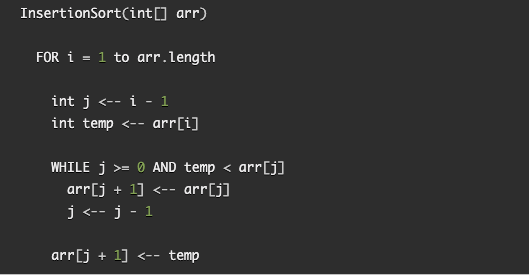 InsertionSort(int[] arr)
FOR i = 1 to arr.length
int j <-- i - 1
int temp <-- arr[i]
WHILE j >= 0 AND temp < arr[j]
arr[j + 1] <-- arr[j]
j <-- j - 1
arr[j + 1] <-- temp